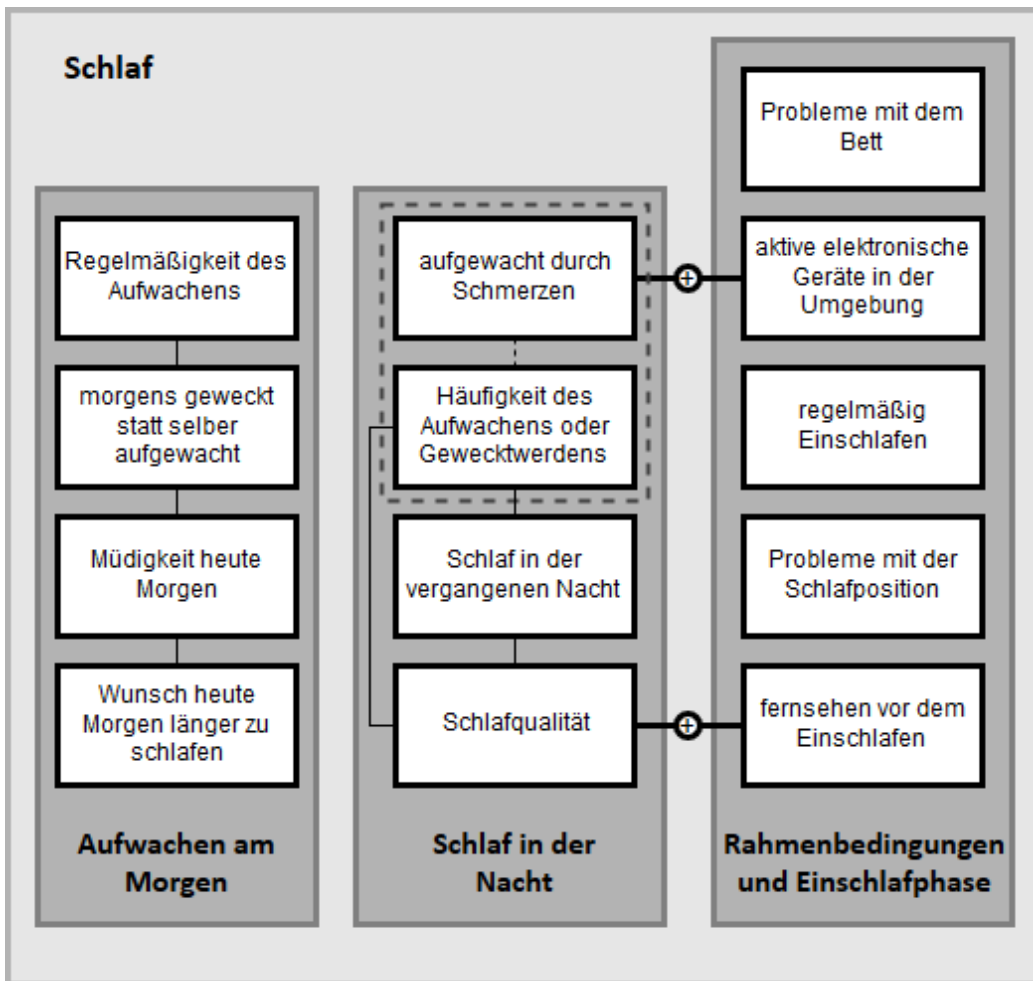 Schlaf
Regelmäßigkeit des
Aufwachens
morgens geweckt
statt selber
aufgewacht
Müdigkeit heute
Morgen
Wunsch heute
Morgen länger zu
schlafen
Aufwachen am
Morgen
aufgewacht durch
Schmerzen
Häufigkeit des
Aufwachens oder
Gewecktwerdens
Schlaf in der
vergangenen Nacht
Schlafqualität
Schlaf in der
Nacht
+
+
Probleme mit dem
Bett
aktive elektronische
Geräte in der
Umgebung
regelmäßig
Einschlafen
Probleme mit der
Schlafposition
fernsehen vor dem
Einschlafen
Rahmenbedingungen
und Einschlafphase